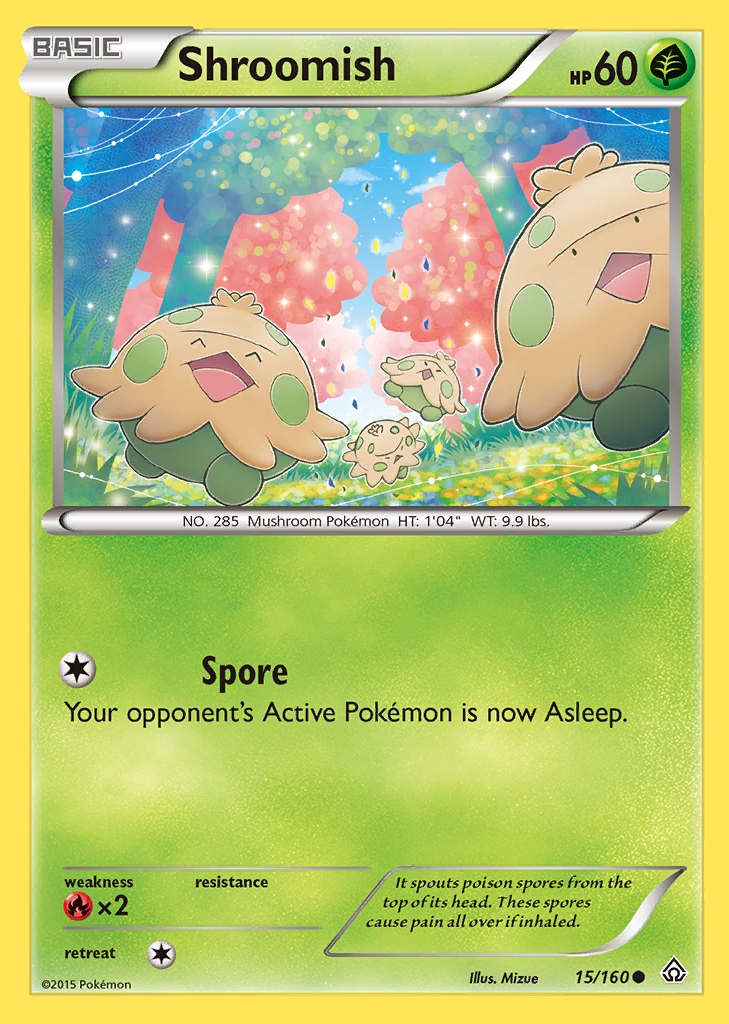 BASIC
Shroomish
HP60
NO. 285 Mushroom Pokémon HT: 1'04" WT: 9.9 lbs.
Spore
Your opponent's Active Pokémon is now Asleep.
weakness
resistance
×2
It spouts poison spores from the
top of its head. These spores
cause pain all over if inhaled.
retreat
©2015 Pokémon
Illus. Mizue
15/160